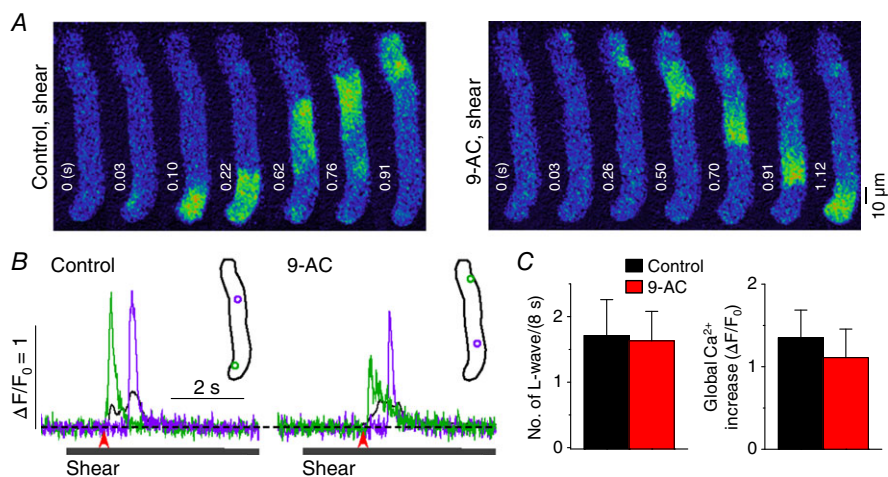 A
Control, shear
0 (s)
0.03
0.10
0.22
0.62
0.76
0.91
9-AC, shear
0 (s)
0.03
0.26
0.50
0.70
0.91
1.12
10 μm
B
Control
9-AC
ΔF/F₀ = 1
2 s
Shear
Shear
C
Control
9-AC
No. of L-wave/(8 s)
2
1
0
Global Ca²⁺
increase (ΔF/F₀)
2
1
0